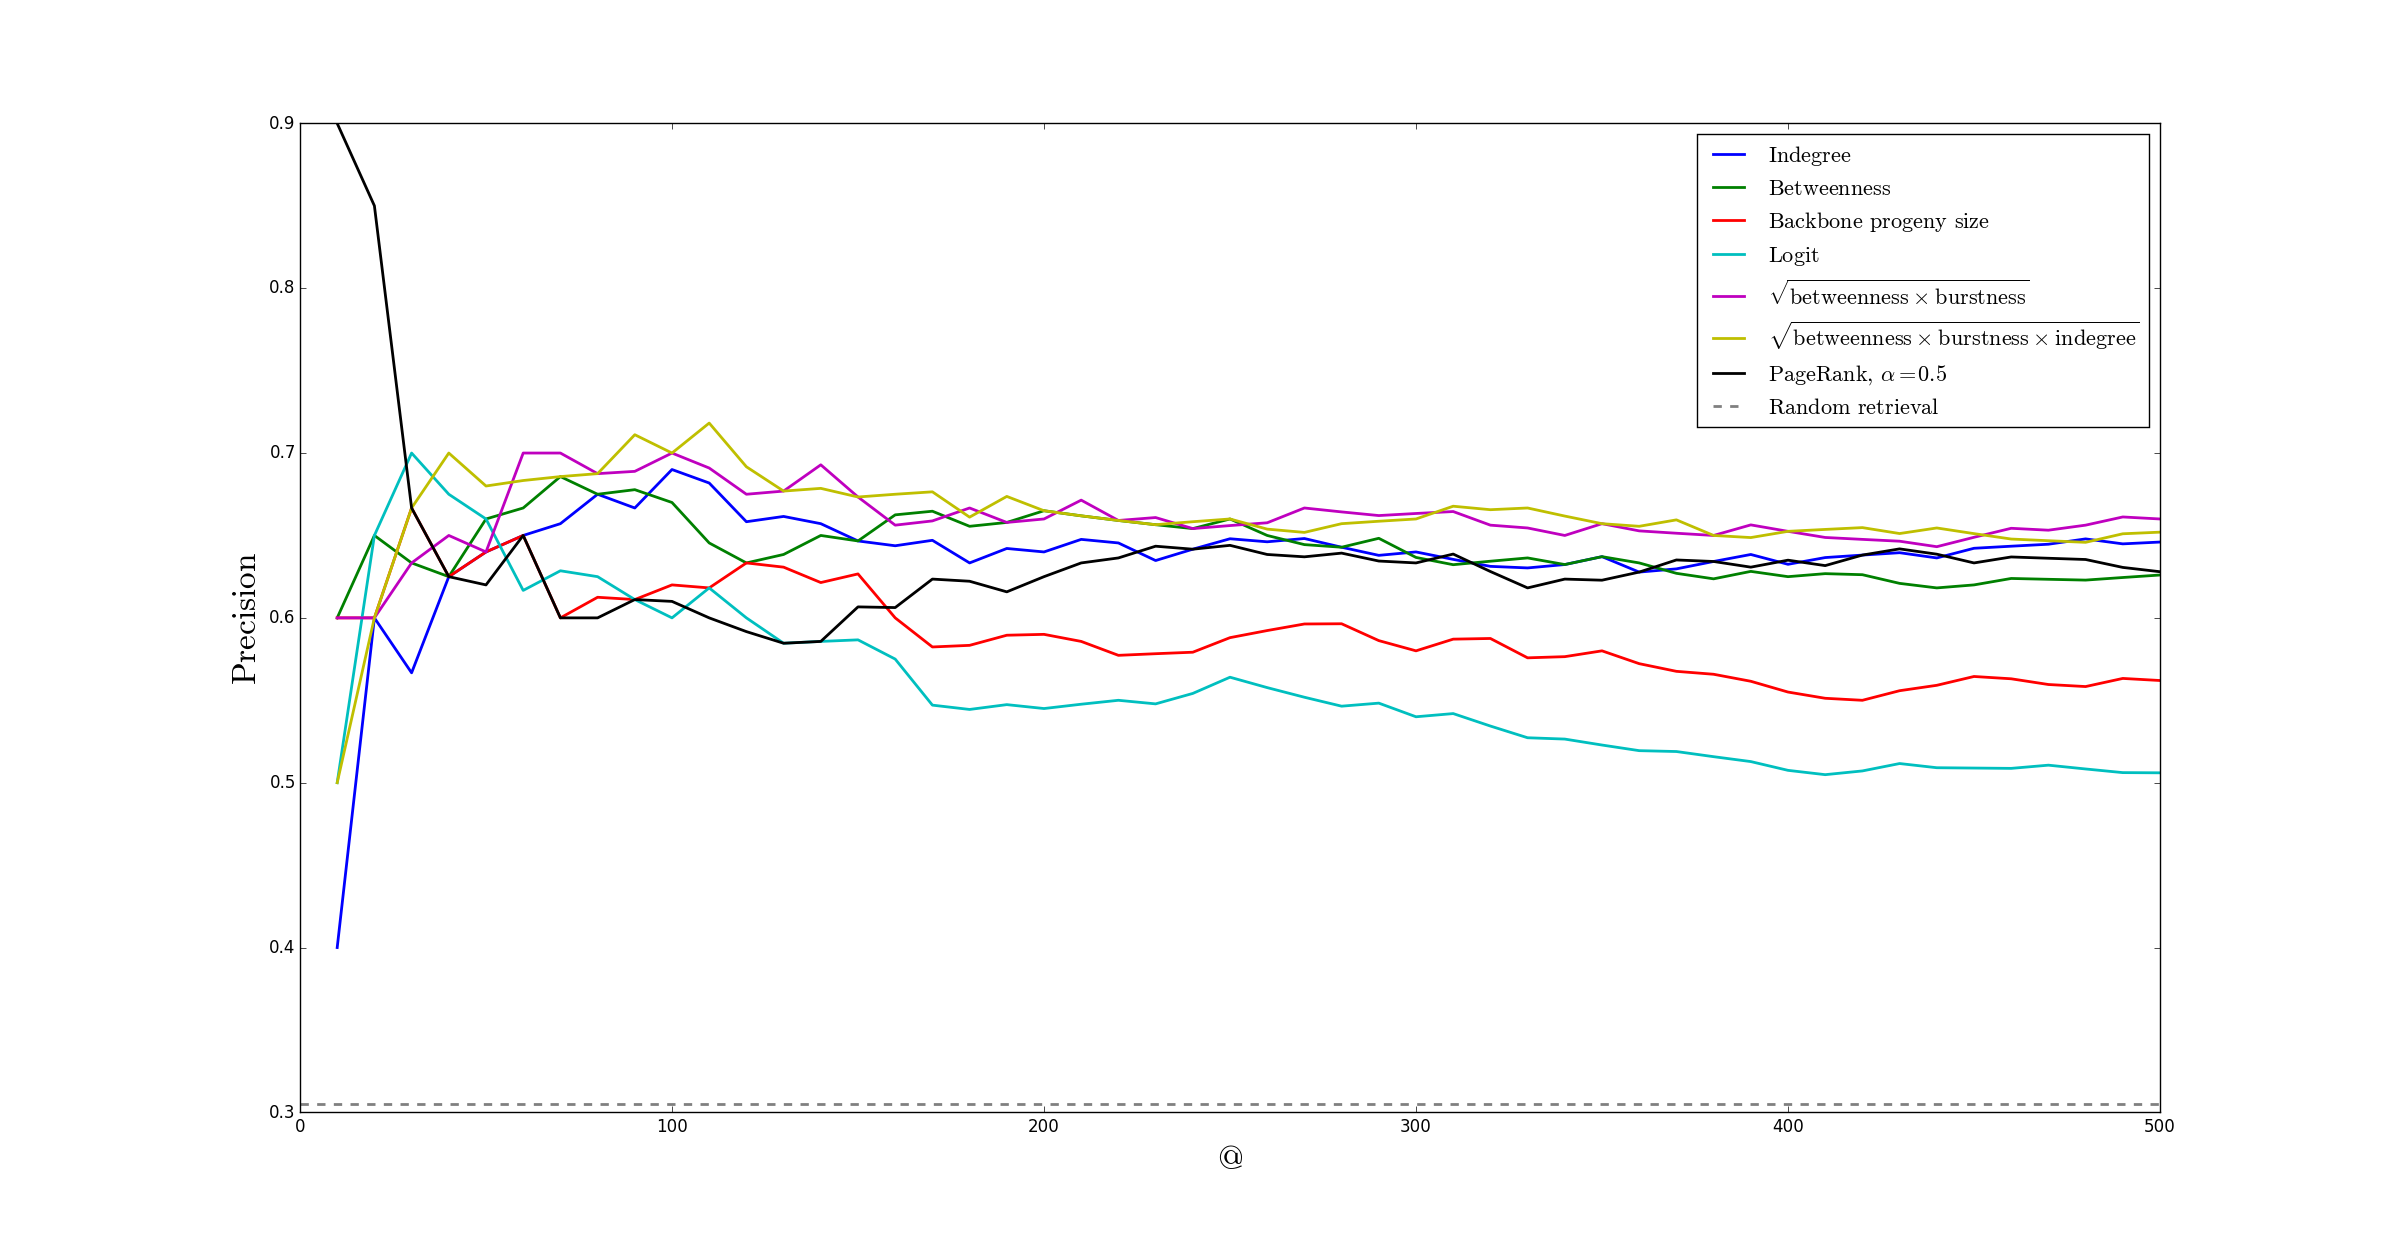 0.9
0.8
0.7
0.6
0.5
0.4
0.3
Precision
0
100
200
300
400
500
@
Indegree
Betweenness
Backbone progeny size
Logit
√betweenness × burstness
√betweenness × burstness × indegree
PageRank, α = 0.5
Random retrieval